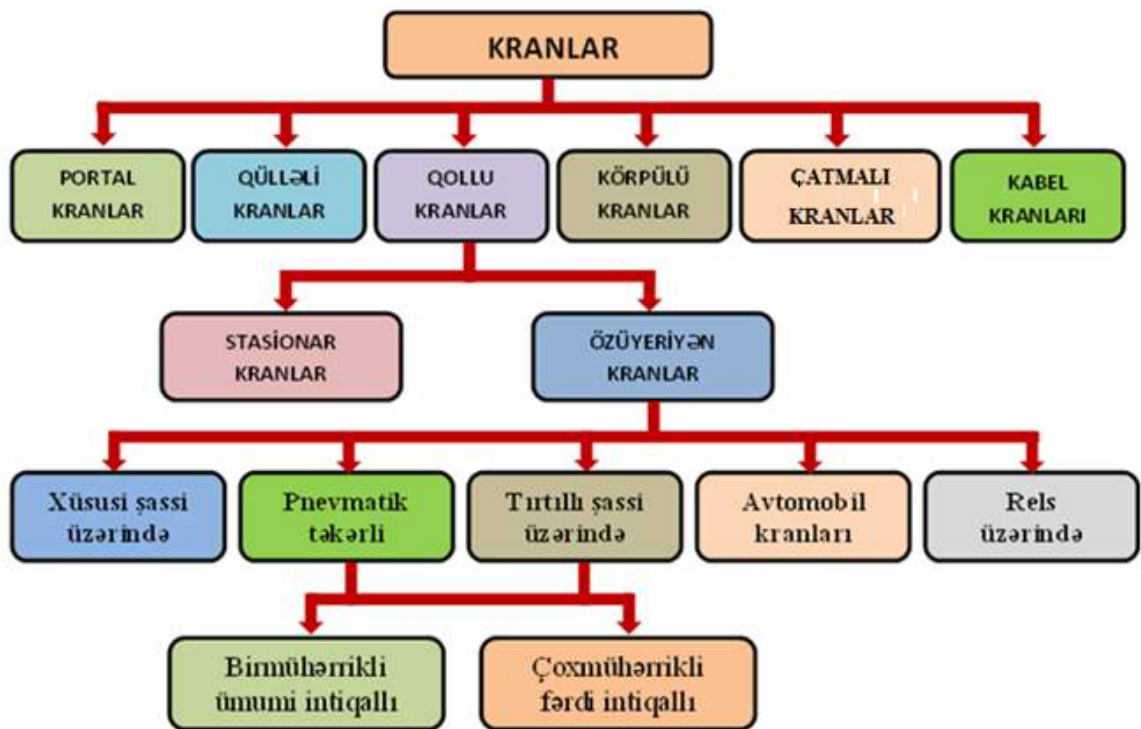 KRANLAR
PORTAL
KRANLAR
QÜLLƏLİ
KRANLAR
QOLLU
KRANLAR
KÖRPÜLÜ
KRANLAR
ÇATMALI
KRANLAR
KABEL
KRANLARI
STASİONAR
KRANLAR
ÖZÜYERİYƏN
KRANLAR
Xüsusi şassi
üzərində
Pnevmatik
təkərli
Tırtıllı şassi
üzərində
Avtomobil
kranları
Rels
üzərində
Birmühərrikli
ümumi intiqallı
Çoxmühərrikli
fərdi intiqallı